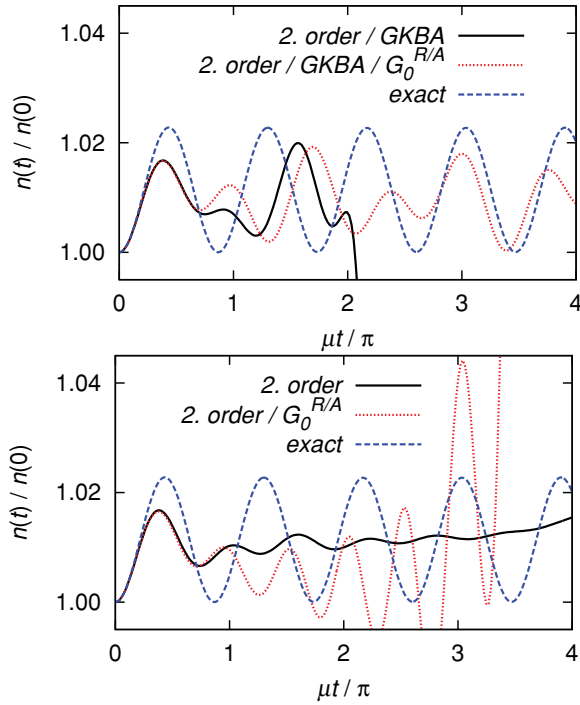 1.04
1.02
1.00
n(t) / n(0)
2. order / GKBA
2. order / GKBA / G₀^{R/A}
exact
0 1 2 3 4
μt / π
1.04
1.02
1.00
n(t) / n(0)
2. order
2. order / G₀^{R/A}
exact
0 1 2 3 4
μt / π